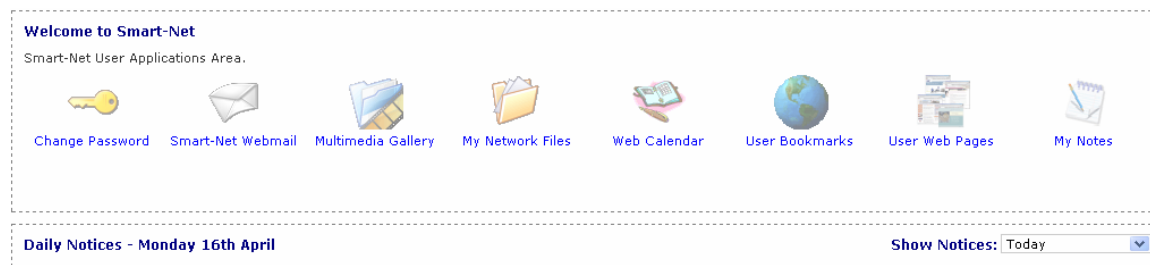 Welcome to Smart-Net
Smart-Net User Applications Area.
Change Password Smart-Net Webmail Multimedia Gallery My Network Files Web Calendar User Bookmarks User Web Pages My Notes
Daily Notices - Monday 16th April Show Notices: Today